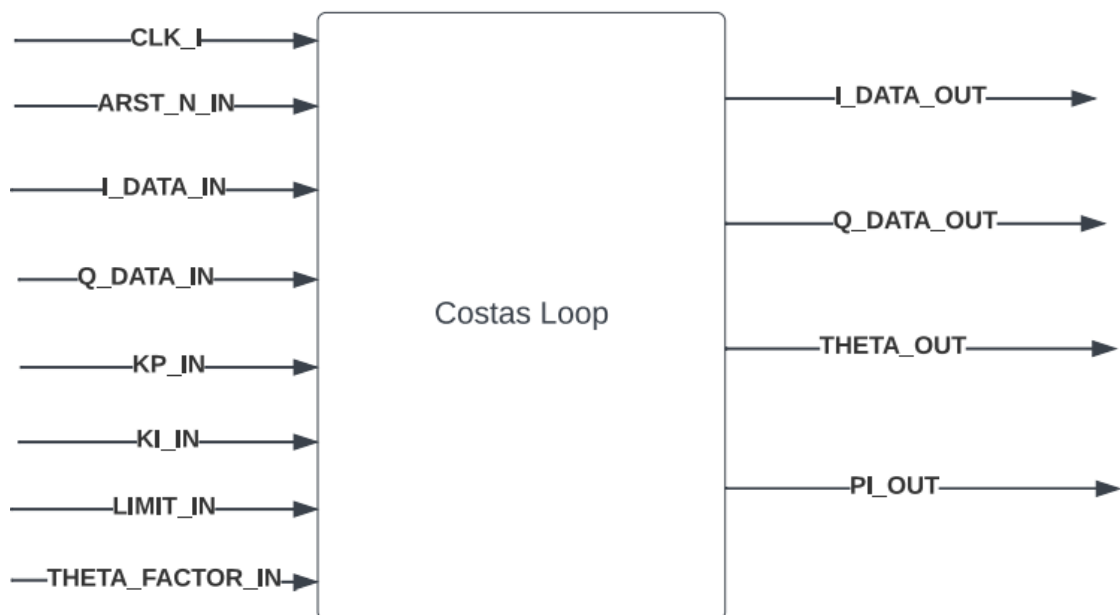 CLK_I
ARST_N_IN
I_DATA_IN
Q_DATA_IN
KP_IN
KI_IN
LIMIT_IN
THETA_FACTOR_IN
Costas Loop
I_DATA_OUT
Q_DATA_OUT
THETA_OUT
PI_OUT